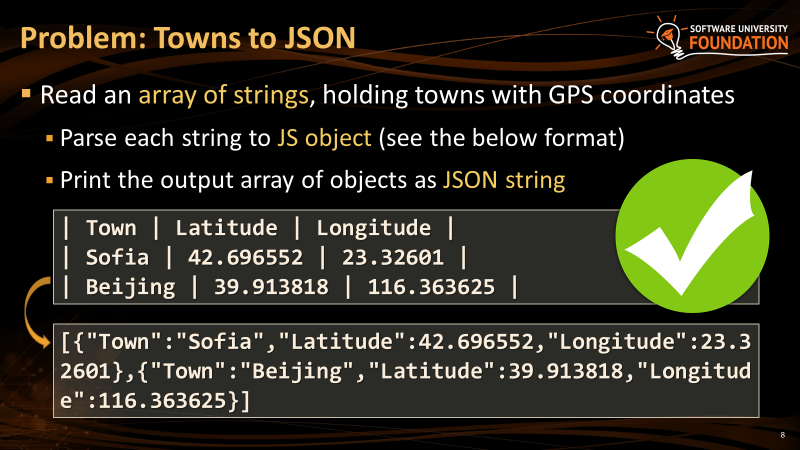 Problem: Towns to JSON
SOFTWARE UNIVERSITY
FOUNDATION
Read an array of strings, holding towns with GPS coordinates
Parse each string to JS object (see the below format)
Print the output array of objects as JSON string
| Town | Latitude | Longitude |
| Sofia | 42.696552 | 23.32601 |
| Beijing | 39.913818 | 116.363625 |
[{"Town":"Sofia","Latitude":42.696552,"Longitude":23.3
2601},{"Town":"Beijing","Latitude":39.913818,"Longitud
e":116.363625}]
8